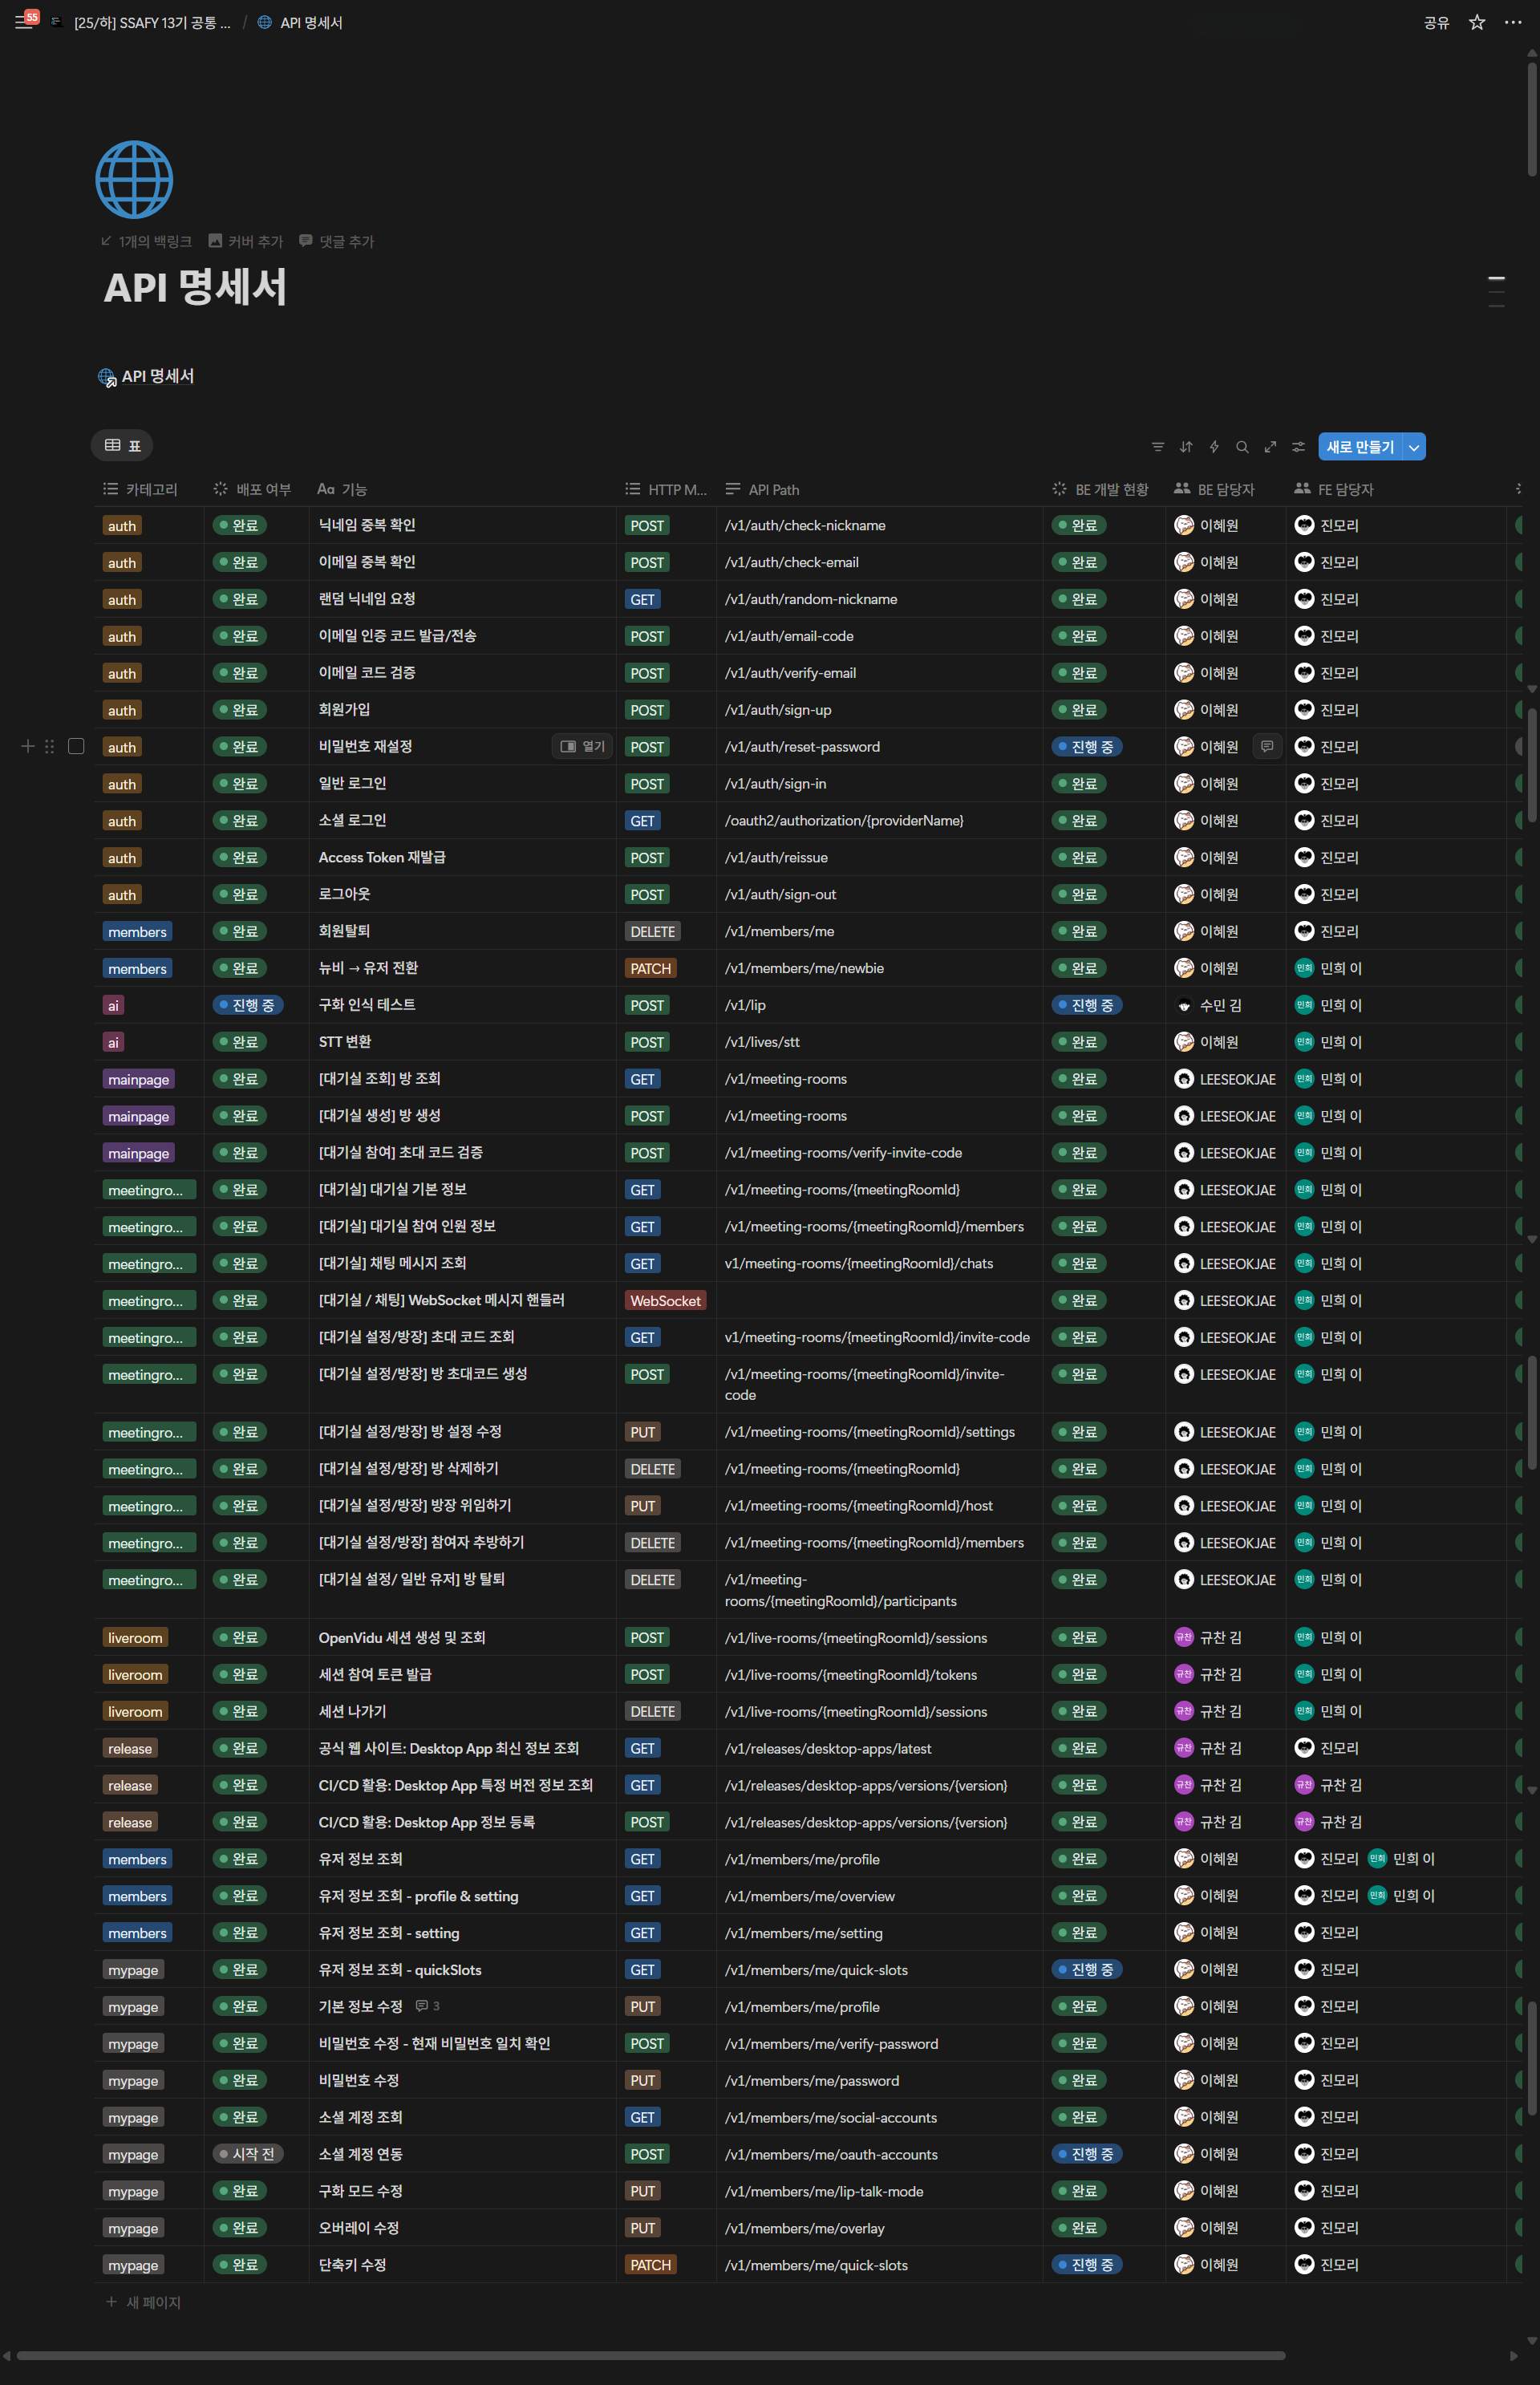 55 [25/하] SSAFY 13기 공통 ... / API 명세서 공유
1개의 백링크 커버 추가 댓글 추가
API 명세서
API 명세서
표 새로 만들기
카테고리 배포 여부 Aa 기능 HTTP M... API Path BE 개발 현황 BE 담당자 FE 담당자
auth 완료 닉네임 중복 확인 POST /v1/auth/check-nickname 완료 이혜원 진모리
auth 완료 이메일 중복 확인 POST /v1/auth/check-email 완료 이혜원 진모리
auth 완료 랜덤 닉네임 요청 GET /v1/auth/random-nickname 완료 이혜원 진모리
auth 완료 이메일 인증 코드 발급/전송 POST /v1/auth/email-code 완료 이혜원 진모리
auth 완료 이메일 코드 검증 POST /v1/auth/verify-email 완료 이혜원 진모리
auth 완료 회원가입 POST /v1/auth/sign-up 완료 이혜원 진모리
auth 완료 비밀번호 재설정 열기 POST /v1/auth/reset-password 진행 중 이혜원 진모리
auth 완료 일반 로그인 POST /v1/auth/sign-in 완료 이혜원 진모리
auth 완료 소셜 로그인 GET /oauth2/authorization/{providerName} 완료 이혜원 진모리
auth 완료 Access Token 재발급 POST /v1/auth/reissue 완료 이혜원 진모리
auth 완료 로그아웃 POST /v1/auth/sign-out 완료 이혜원 진모리
members 완료 회원탈퇴 DELETE /v1/members/me 완료 이혜원 진모리
members 완료 뉴비 → 유저 전환 PATCH /v1/members/me/newbie 완료 이혜원 민희 민희 이
ai 진행 중 구화 인식 테스트 POST /v1/lip 진행 중 수민 김 민희 민희 이
ai 완료 STT 변환 POST /v1/lives/stt 완료 이혜원 민희 민희 이
mainpage 완료 [대기실 조회] 방 조회 GET /v1/meeting-rooms 완료 LEESEOKJAE 민희 민희 이
mainpage 완료 [대기실 생성] 방 생성 POST /v1/meeting-rooms 완료 LEESEOKJAE 민희 민희 이
mainpage 완료 [대기실 참여] 초대 코드 검증 POST /v1/meeting-rooms/verify-invite-code 완료 LEESEOKJAE 민희 민희 이
meetingro... 완료 [대기실] 대기실 기본 정보 GET /v1/meeting-rooms/{meetingRoomId} 완료 LEESEOKJAE 민희 민희 이
meetingro... 완료 [대기실] 대기실 참여 인원 정보 GET /v1/meeting-rooms/{meetingRoomId}/members 완료 LEESEOKJAE 민희 민희 이
meetingro... 완료 [대기실] 채팅 메시지 조회 GET v1/meeting-rooms/{meetingRoomId}/chats 완료 LEESEOKJAE 민희 민희 이
meetingro... 완료 [대기실 / 채팅] WebSocket 메시지 핸들러 WebSocket 완료 LEESEOKJAE 민희 민희 이
meetingro... 완료 [대기실 설정/방장] 초대 코드 조회 GET v1/meeting-rooms/{meetingRoomId}/invite-code 완료 LEESEOKJAE 민희 민희 이
meetingro... 완료 [대기실 설정/방장] 방 초대코드 생성 POST /v1/meeting-rooms/{meetingRoomId}/invite- 완료 LEESEOKJAE 민희 민희 이
code
meetingro... 완료 [대기실 설정/방장] 방 설정 수정 PUT /v1/meeting-rooms/{meetingRoomId}/settings 완료 LEESEOKJAE 민희 민희 이
meetingro... 완료 [대기실 설정/방장] 방 삭제하기 DELETE /v1/meeting-rooms/{meetingRoomId} 완료 LEESEOKJAE 민희 민희 이
meetingro... 완료 [대기실 설정/방장] 방장 위임하기 PUT /v1/meeting-rooms/{meetingRoomId}/host 완료 LEESEOKJAE 민희 민희 이
meetingro... 완료 [대기실 설정/방장] 참여자 추방하기 DELETE /v1/meeting-rooms/{meetingRoomId}/members 완료 LEESEOKJAE 민희 민희 이
meetingro... 완료 [대기실 설정/ 일반 유저] 방 탈퇴 DELETE /v1/meeting- 완료 LEESEOKJAE 민희 민희 이
rooms/{meetingRoomId}/participants
liveroom 완료 OpenVidu 세션 생성 및 조회 POST /v1/live-rooms/{meetingRoomId}/sessions 완료 규찬 규찬 김 민희 민희 이
liveroom 완료 세션 참여 토큰 발급 POST /v1/live-rooms/{meetingRoomId}/tokens 완료 규찬 규찬 김 민희 민희 이
liveroom 완료 세션 나가기 DELETE /v1/live-rooms/{meetingRoomId}/sessions 완료 규찬 규찬 김 민희 민희 이
release 완료 공식 웹 사이트: Desktop App 최신 정보 조회 GET /v1/releases/desktop-apps/latest 완료 규찬 규찬 김 진모리
release 완료 CI/CD 활용: Desktop App 특정 버전 정보 조회 GET /v1/releases/desktop-apps/versions/{version} 완료 규찬 규찬 김 규찬 규찬 김
release 완료 CI/CD 활용: Desktop App 정보 등록 POST /v1/releases/desktop-apps/versions/{version} 완료 규찬 규찬 김 규찬 규찬 김
members 완료 유저 정보 조회 GET /v1/members/me/profile 완료 이혜원 진모리 민희 민희 이
members 완료 유저 정보 조회 - profile & setting GET /v1/members/me/overview 완료 이혜원 진모리 민희 민희 이
members 완료 유저 정보 조회 - setting GET /v1/members/me/setting 완료 이혜원 진모리
mypage 완료 유저 정보 조회 - quickSlots GET /v1/members/me/quick-slots 진행 중 이혜원 진모리
mypage 완료 기본 정보 수정 3 PUT /v1/members/me/profile 완료 이혜원 진모리
mypage 완료 비밀번호 수정 - 현재 비밀번호 일치 확인 POST /v1/members/me/verify-password 완료 이혜원 진모리
mypage 완료 비밀번호 수정 PUT /v1/members/me/password 완료 이혜원 진모리
mypage 완료 소셜 계정 조회 GET /v1/members/me/social-accounts 완료 이혜원 진모리
mypage 시작 전 소셜 계정 연동 POST /v1/members/me/oauth-accounts 진행 중 이혜원 진모리
mypage 완료 구화 모드 수정 PUT /v1/members/me/lip-talk-mode 완료 이혜원 진모리
mypage 완료 오버레이 수정 PUT /v1/members/me/overlay 완료 이혜원 진모리
mypage 완료 단축키 수정 PATCH /v1/members/me/quick-slots 진행 중 이혜원 진모리
새 페이지